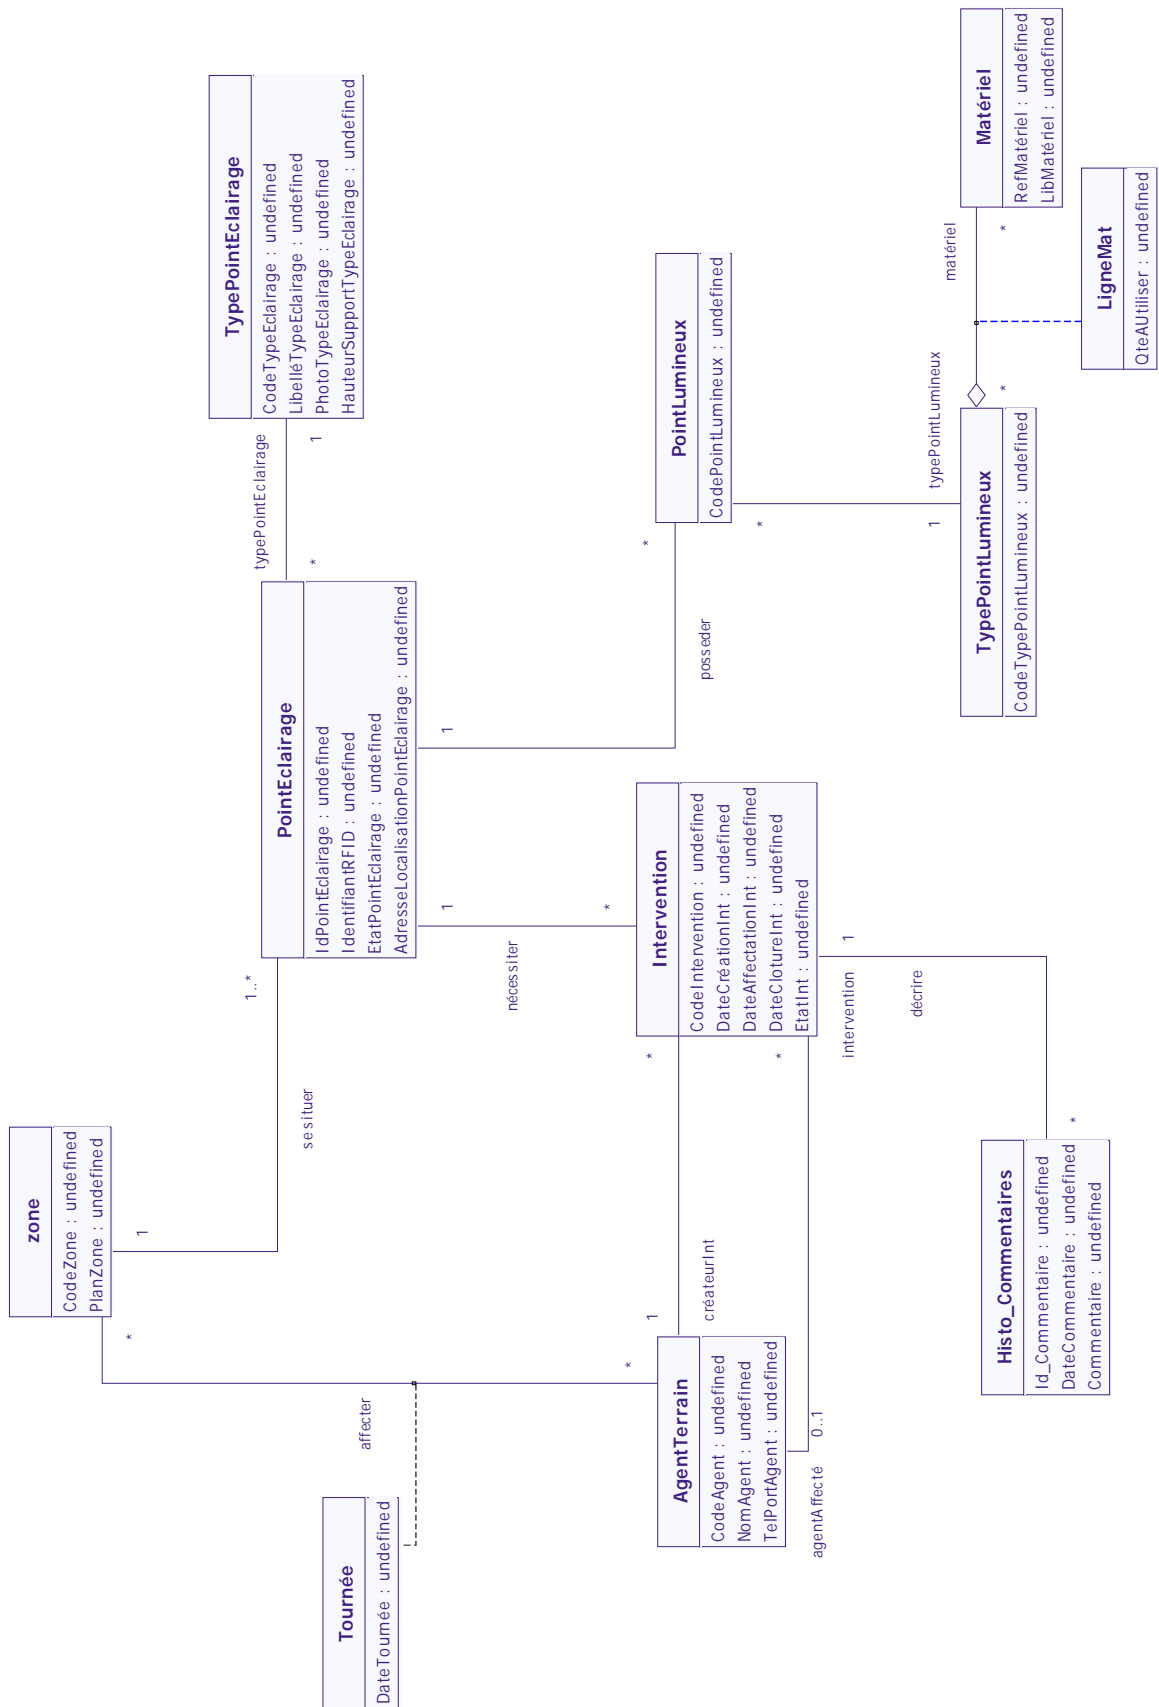 Tournée
DateTournée : undefined
zone
CodeZone : undefined
PlanZone : undefined
*
1
affecter
*
se situer
1..*
AgentTerrain
CodeAgent : undefined
NomAgent : undefined
TelPortAgent : undefined
1
créateurInt
*
agentAffecté
0..1
*
PointEclairage
IdPointEclairage : undefined
IdentifiantRFID : undefined
EtatPointEclairage : undefined
AdresseLocalisationPointEclairage : undefined
*
typePointEclairage
1
TypePointEclairage
CodeTypeEclairage : undefined
LibelléTypeEclairage : undefined
PhotoTypeEclairage : undefined
HauteurSupportTypeEclairage : undefined
1
nécessiter
*
1
posseder
*
Intervention
CodeIntervention : undefined
DateCréationInt : undefined
DateAffectationInt : undefined
DateClotureInt : undefined
EtatInt : undefined
intervention
1
décrire
*
Histo_Commentaires
Id_Commentaire : undefined
DateCommentaire : undefined
Commentaire : undefined
PointLumineux
CodePointLumineux : undefined
*
1
typePointLumineux
TypePointLumineux
CodeTypePointLumineux : undefined
*
matériel
*
Matériel
RefMatériel : undefined
LibMatériel : undefined
LigneMat
QteAUtiliser : undefined